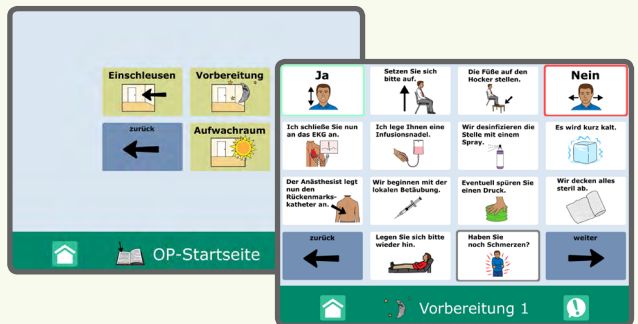 Einschleusen
Vorbereitung
zurück
Aufwachraum
OP-Startseite
Ja
Setzen Sie sich
bitte auf.
Die Füße auf den
Hocker stellen.
Nein
Ich schließe Sie nun
an das EKG an.
Ich lege Ihnen eine
Infusionsnadel.
Wir desinfizieren die
Stelle mit einem
Spray.
Es wird kurz kalt.
Der Anästhesist legt
nun den
Rückenmarks-
katheter an.
Wir beginnen mit der
lokalen Betäubung.
Eventuell spüren Sie
einen Druck.
Wir decken alles
steril ab.
zurück
Legen Sie sich bitte
wieder hin.
Haben Sie
noch Schmerzen?
weiter
Vorbereitung 1